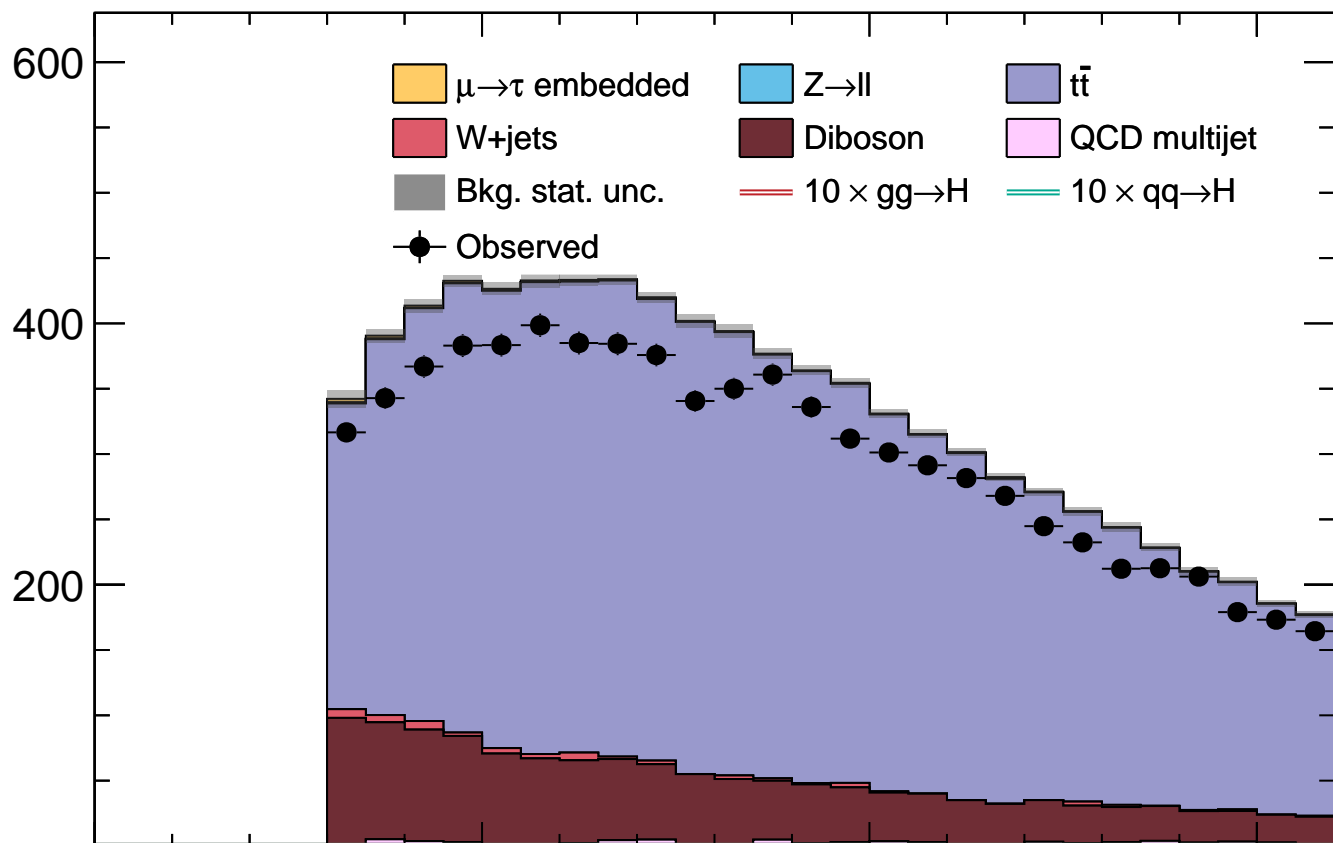 600
μ→τ embedded Z→ll tt̄
W+jets Diboson QCD multijet
Bkg. stat. unc. 10 × gg→H 10 × qq→H
Observed
400
200